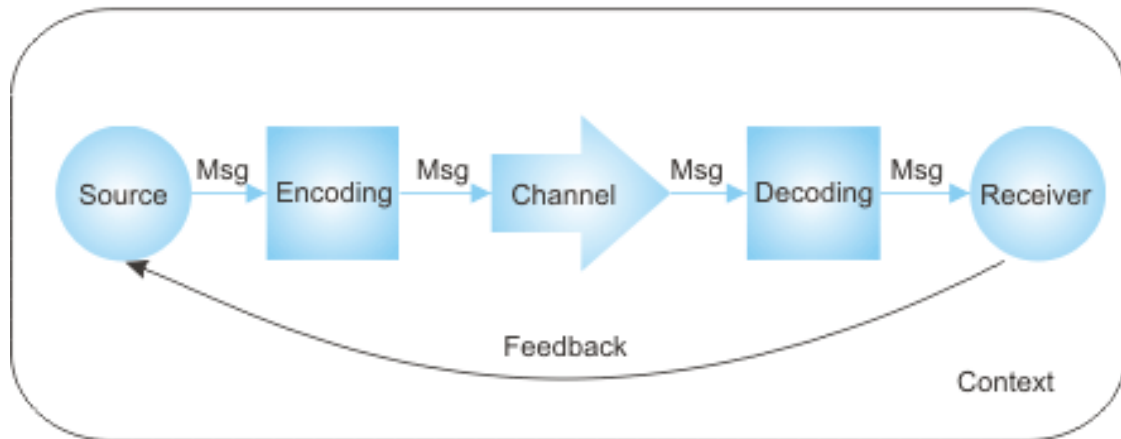 Msg
Msg
Msg
Msg
Source
Encoding
Channel
Decoding
Receiver
Feedback
Context